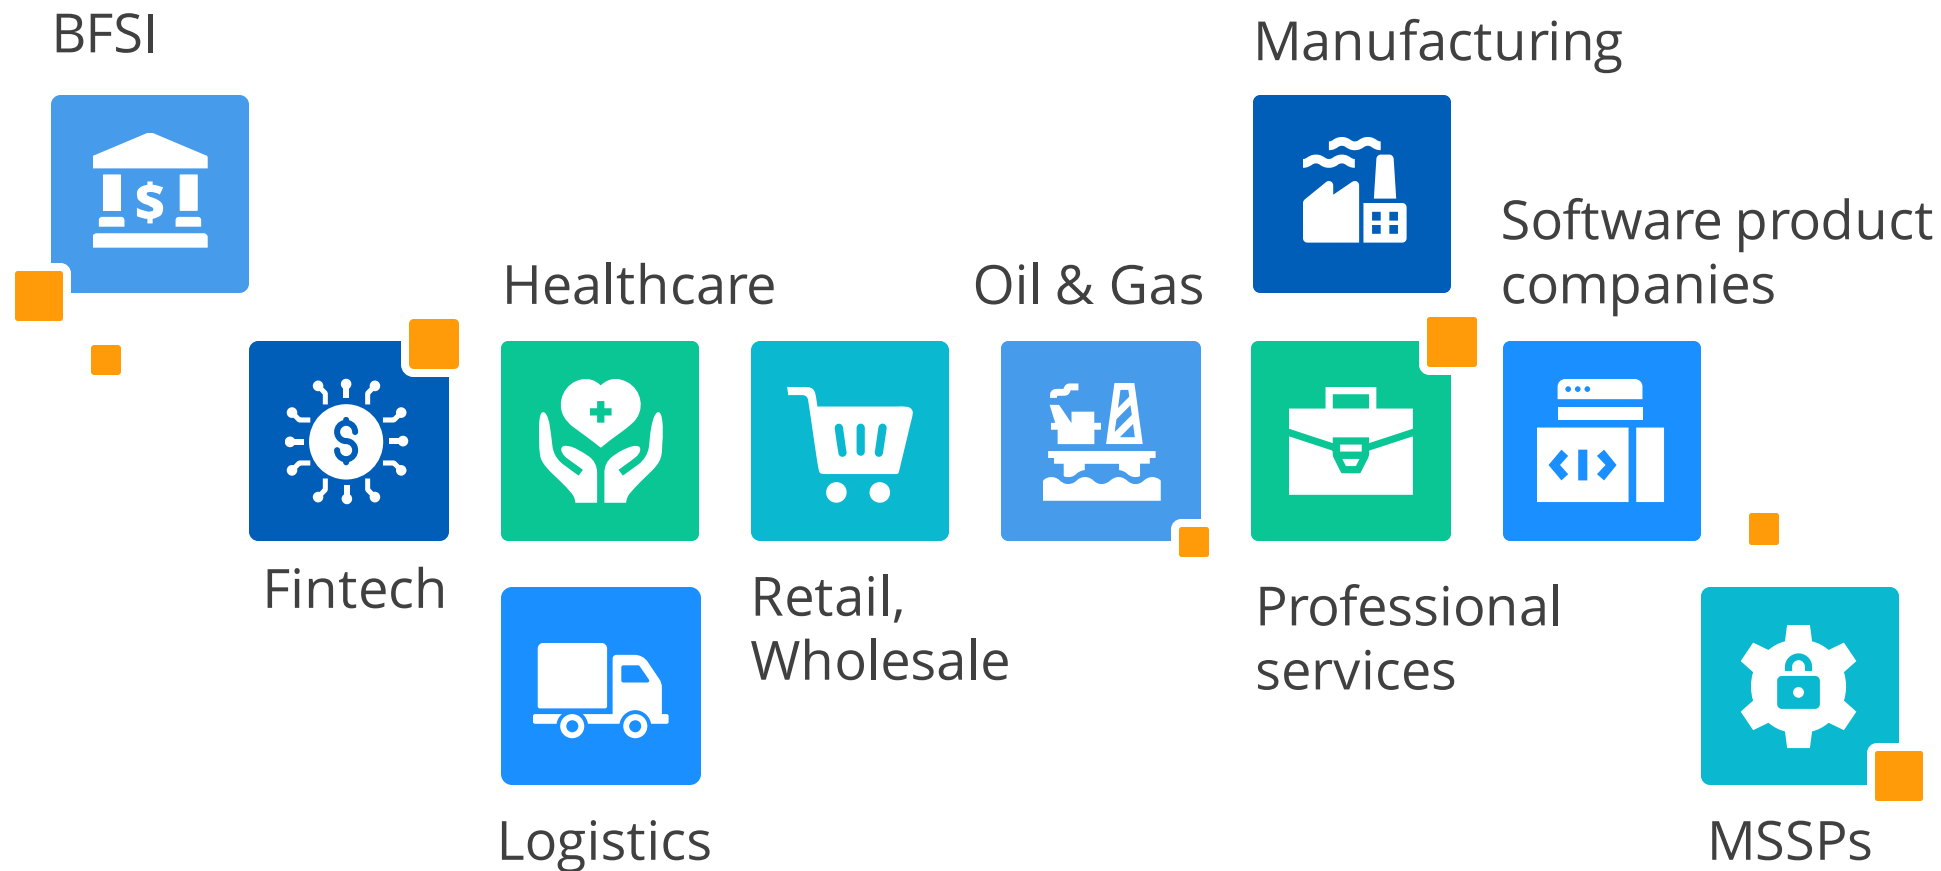 BFSI
Manufacturing
Software product
companies
Healthcare
Oil & Gas
$
$
Fintech
Retail,
Wholesale
Professional
services
Logistics
MSSPs